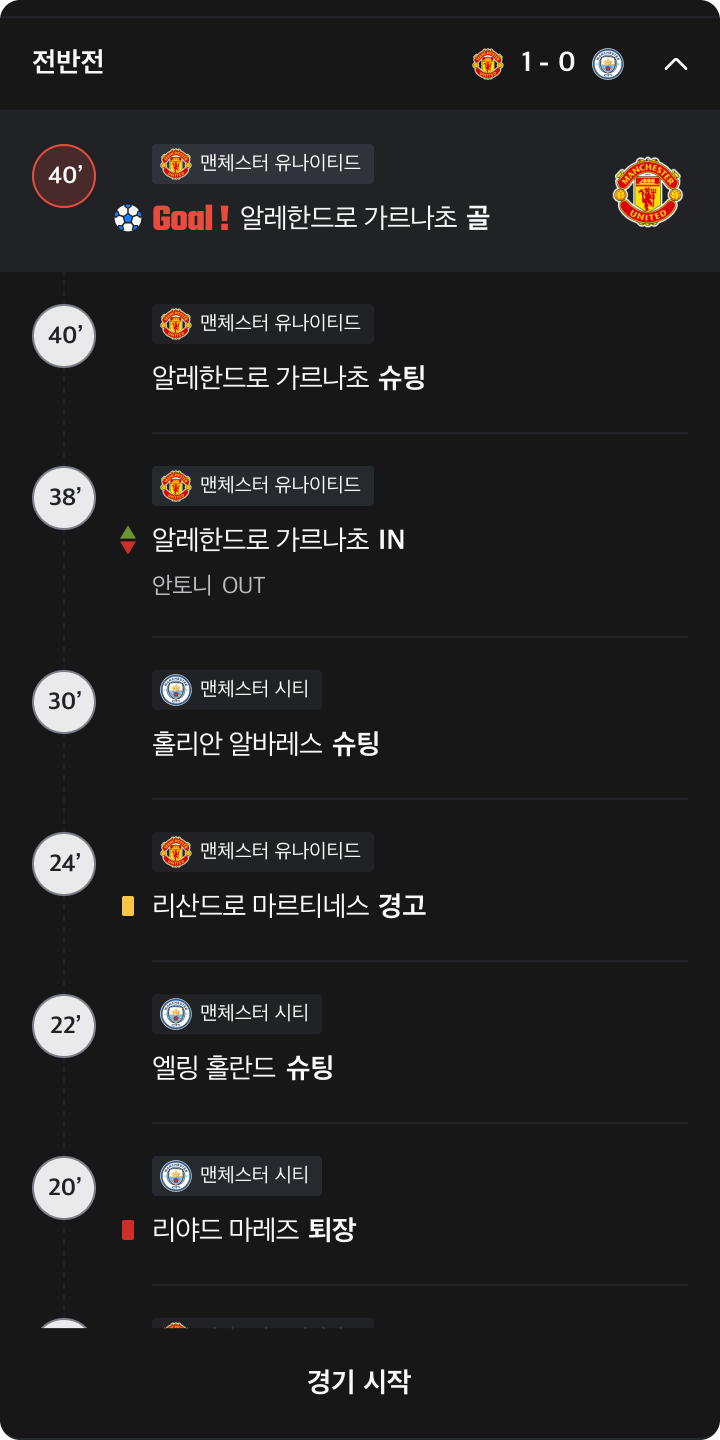 전반전 1 - 0
40’
맨체스터 유나이티드
Goal ! 알레한드로 가르나초 골
MANCHESTER UNITED
40’
맨체스터 유나이티드
알레한드로 가르나초 슈팅
38’
맨체스터 유나이티드
알레한드로 가르나초 IN
안토니 OUT
30’
맨체스터 시티
훌리안 알바레스 슈팅
24’
맨체스터 유나이티드
리산드로 마르티네스 경고
22’
맨체스터 시티
엘링 홀란드 슈팅
20’
맨체스터 시티
리야드 마레즈 퇴장
경기 시작